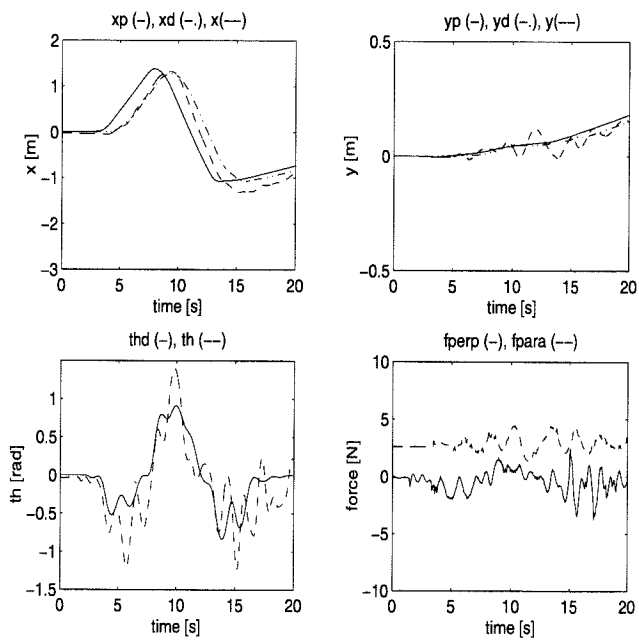 xp (-), xd (-.), x(--)
1
2
1
0
-1
-2
-3
x [m]
0 5 10 15 20
time [s]
yp (-), yd (-.), y(--)
0.5
0
-0.5
y [m]
0 5 10 15 20
time [s]
thd (-), th (--)
1
0.5
0
-0.5
-1
-1.5
th [rad]
0 5 10 15 20
time [s]
fperp (-), fpara (--)
10
5
0
-5
-10
force [N]
0 5 10 15 20
time [s]